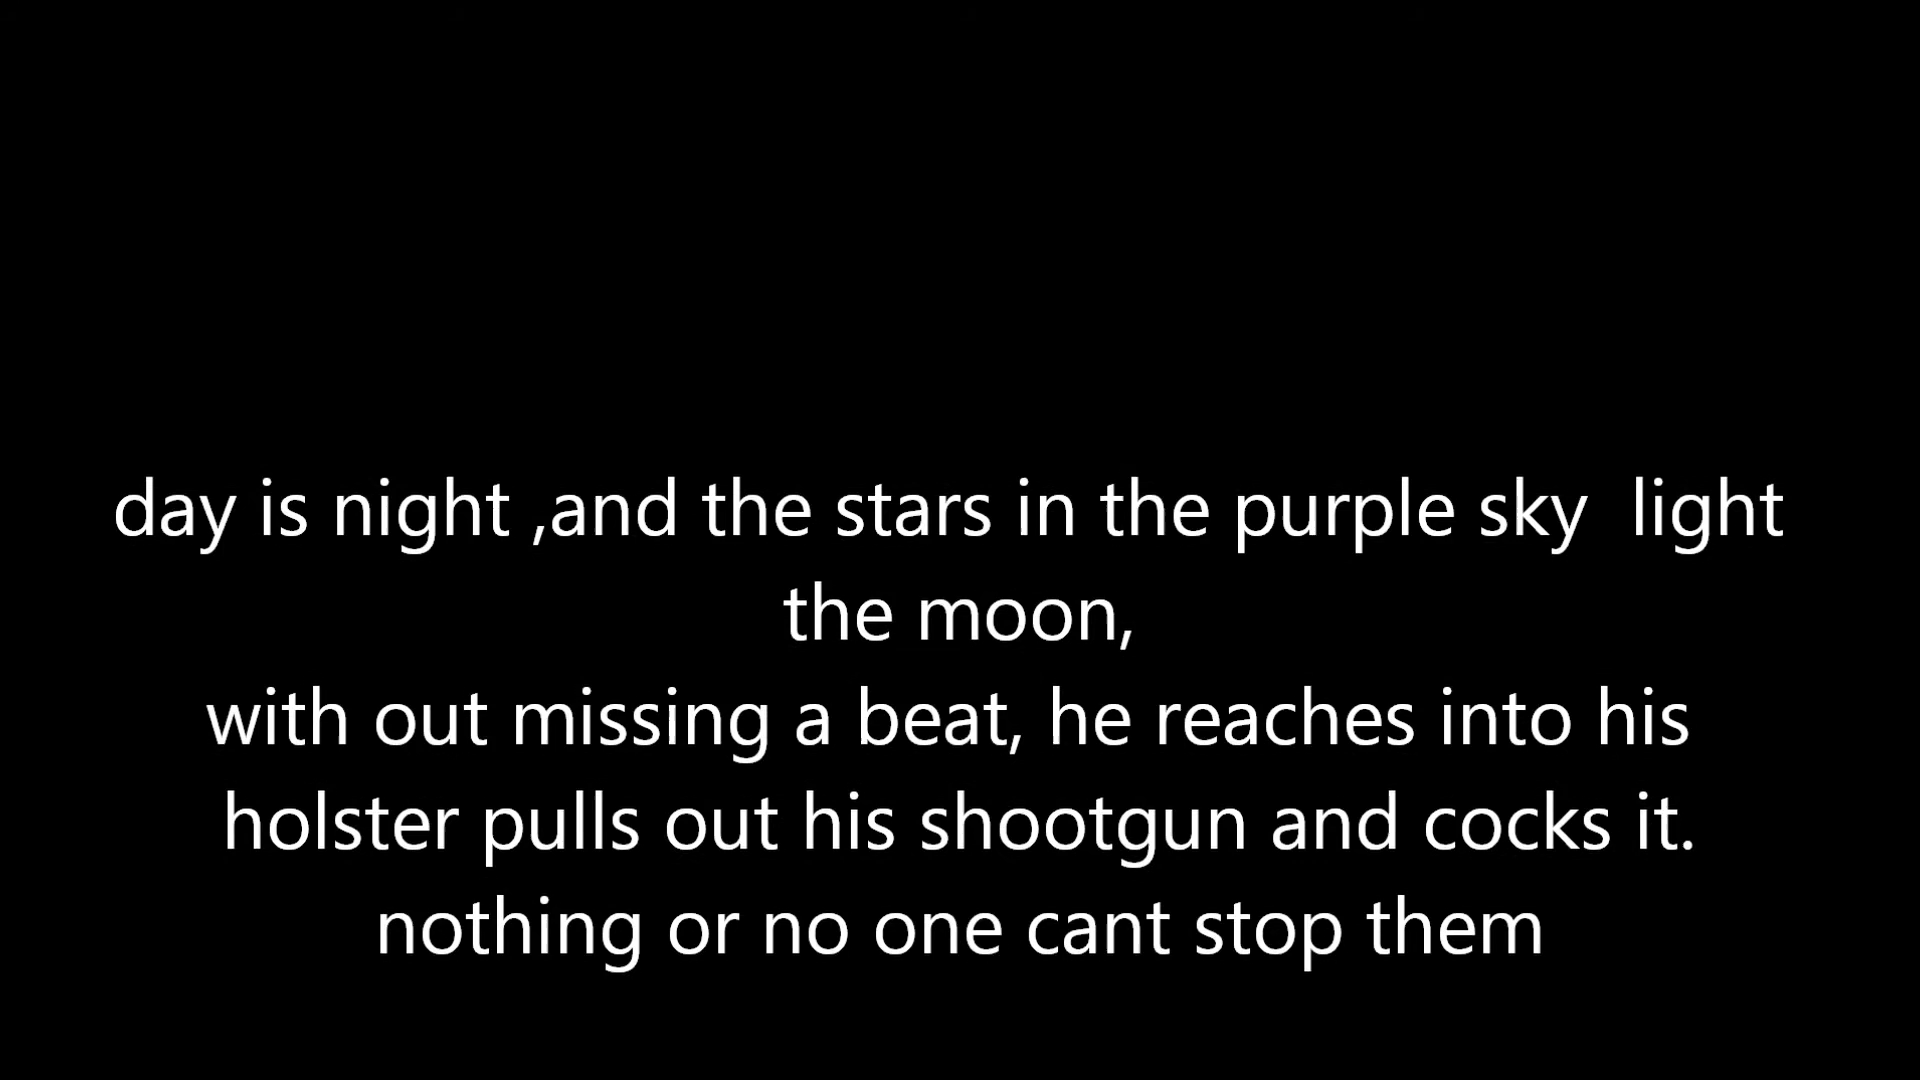 day is night ,and the stars in the purple sky  light
the moon,
with out missing a beat, he reaches into his
holster pulls out his shootgun and cocks it.
nothing or no one cant stop them